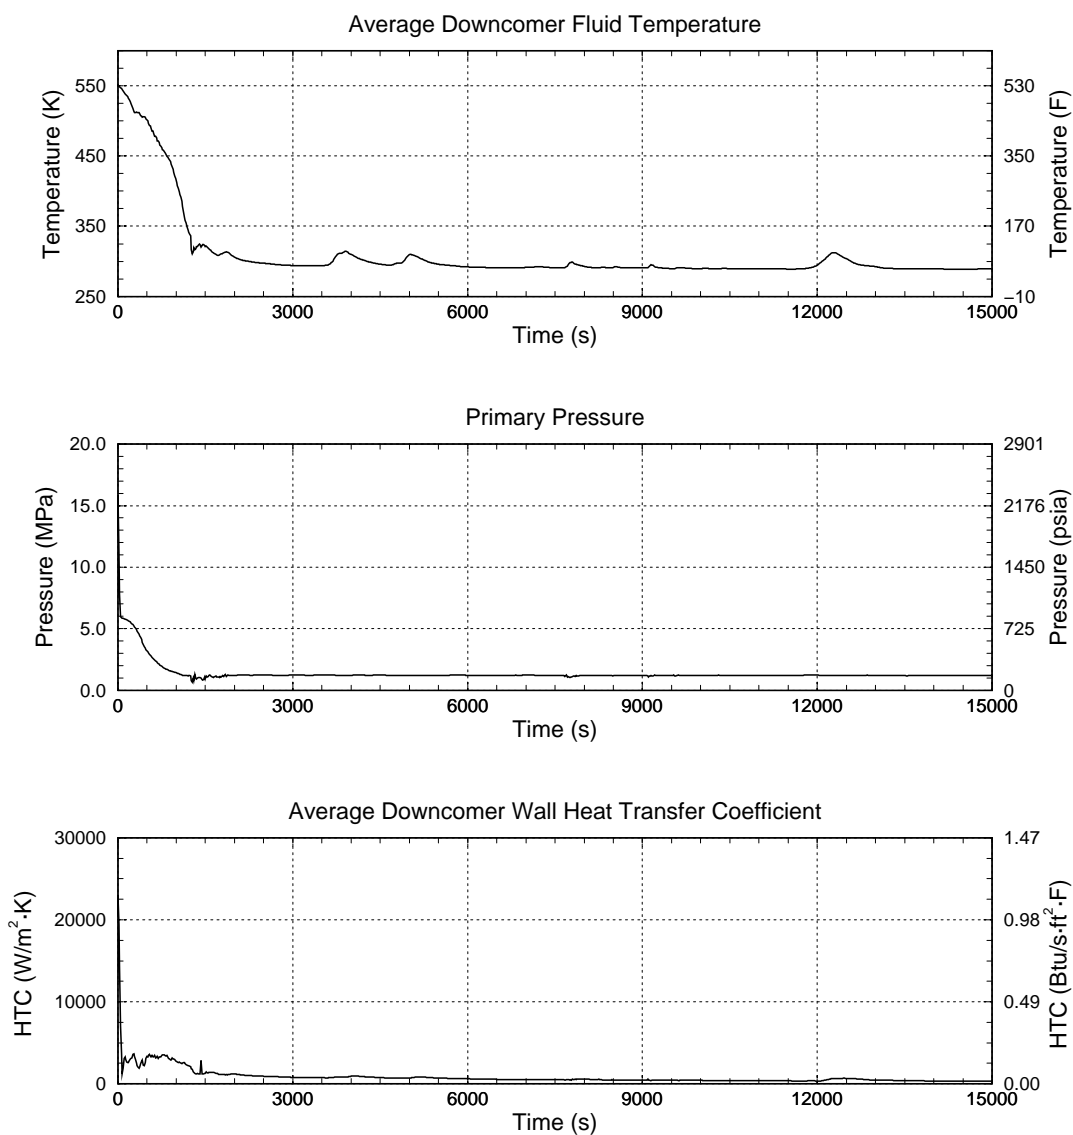 Average Downcomer Fluid Temperature
550
450
350
250
Temperature (K)
530
350
170
−10
Temperature (F)
0 3000 6000 9000 12000 15000
Time (s)
Primary Pressure
20.0
15.0
10.0
5.0
0.0
Pressure (MPa)
2901
2176
1450
725
0
Pressure (psia)
0 3000 6000 9000 12000 15000
Time (s)
Average Downcomer Wall Heat Transfer Coefficient
30000
20000
10000
0
HTC (W/m²·K)
1.47
0.98
0.49
0.00
HTC (Btu/s·ft²·F)
0 3000 6000 9000 12000 15000
Time (s)